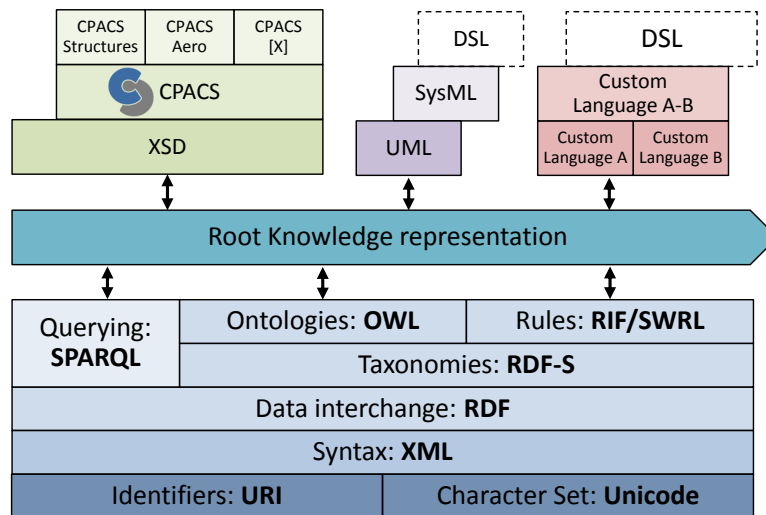 CPACS
Structures
CPACS
Aero
CPACS
[X]
CPACS
XSD
DSL
SysML
UML
DSL
Custom
Language A-B
Custom
Language A
Custom
Language B
Root Knowledge representation
Querying:
SPARQL
Ontologies: OWL
Rules: RIF/SWRL
Taxonomies: RDF-S
Data interchange: RDF
Syntax: XML
Identifiers: URI
Character Set: Unicode